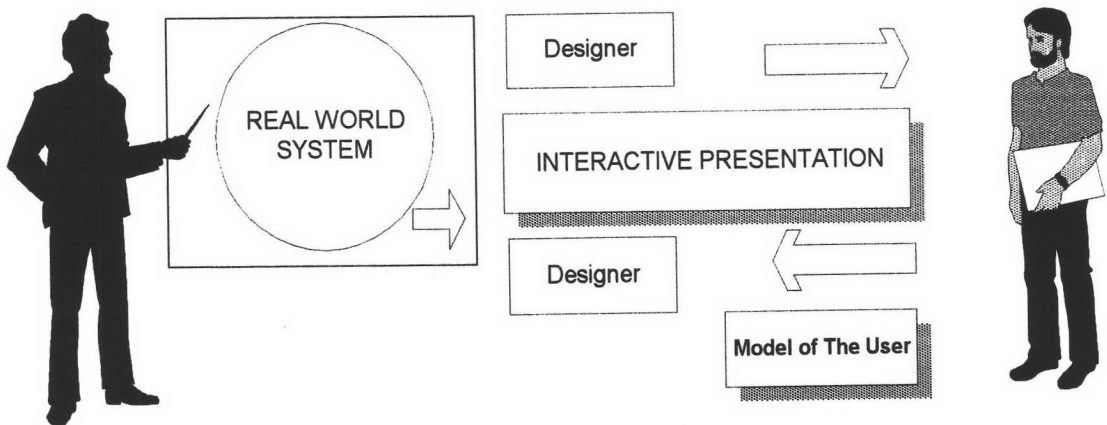 REAL WORLD
SYSTEM
Designer
INTERACTIVE PRESENTATION
Designer
Model of The User